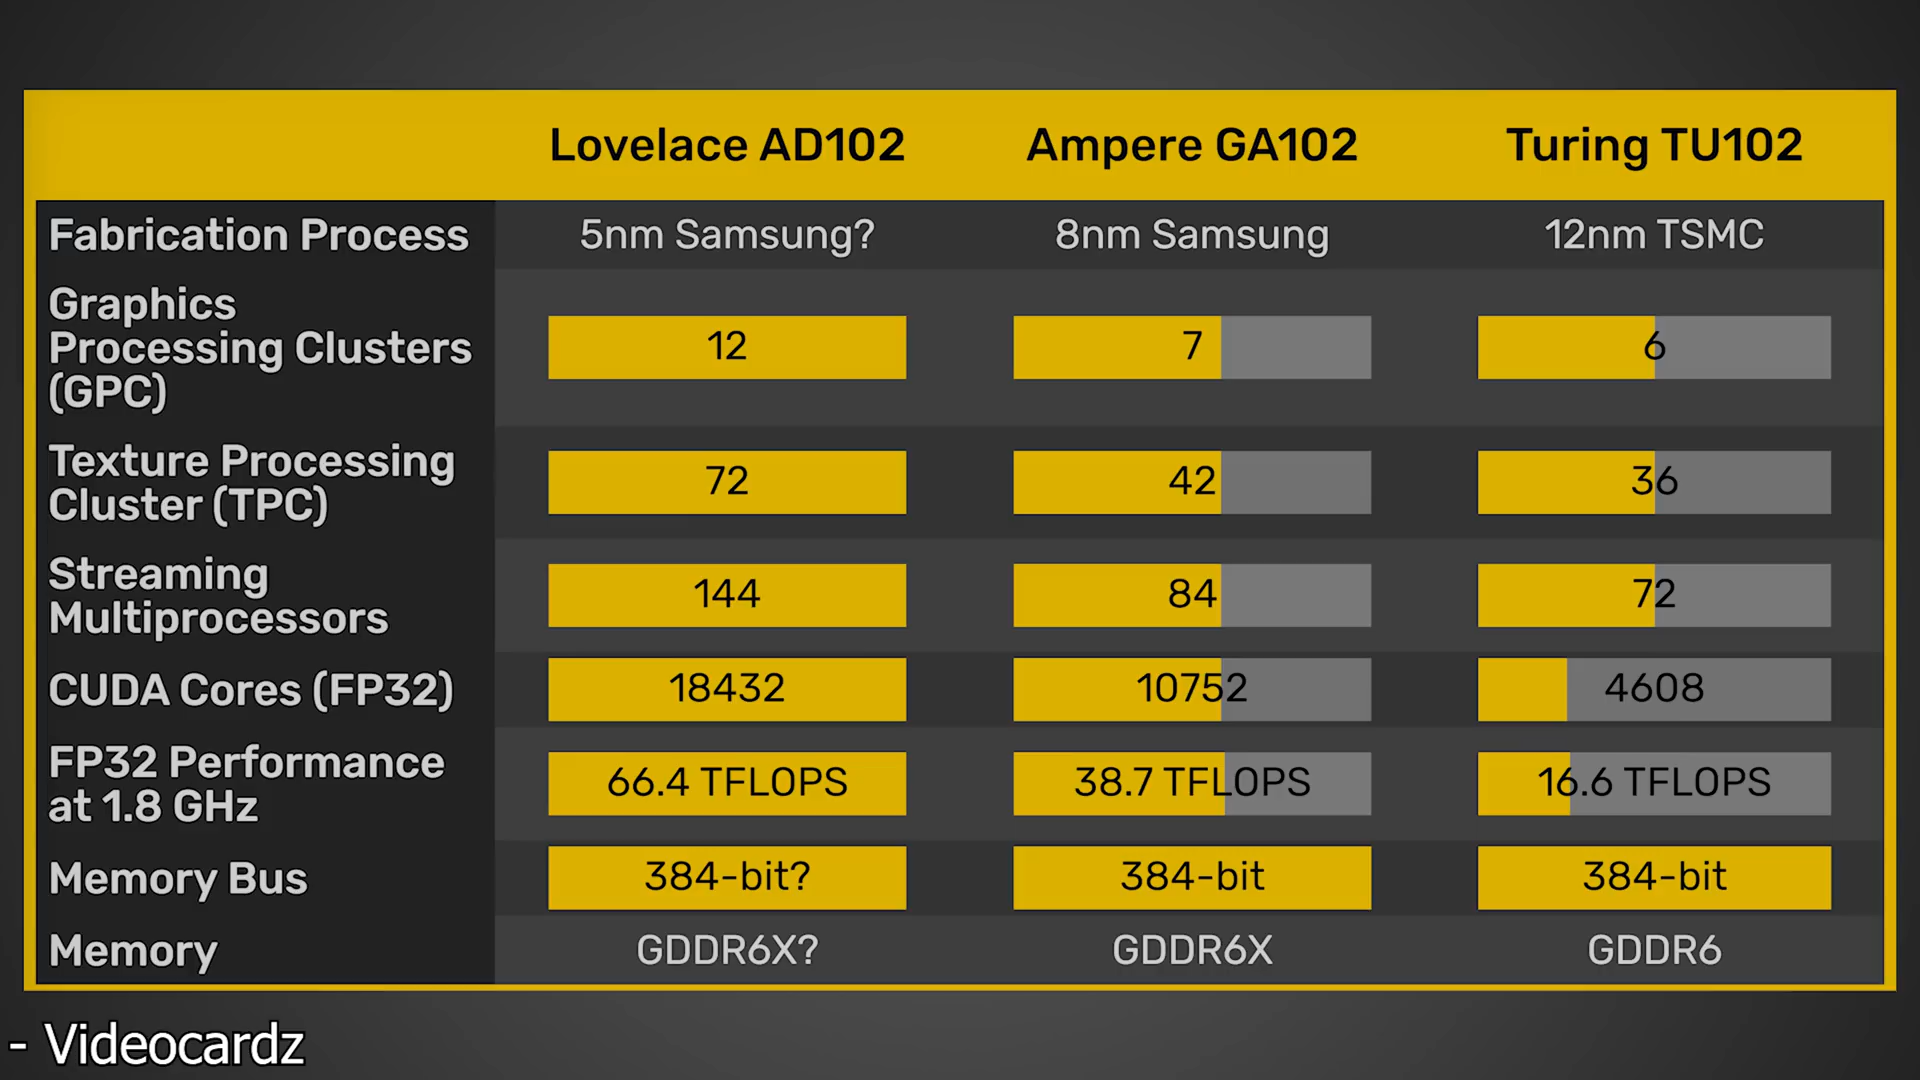 Lovelace AD102 Ampere GA102 Turing TU102
Fabrication Process 5nm Samsung? 8nm Samsung 12nm TSMC
Graphics
Processing Clusters 12 7 6
(GPC)
Texture Processing
Cluster (TPC) 72 42 36
Streaming
Multiprocessors 144 84 72
CUDA Cores (FP32) 18432 10752 4608
FP32 Performance
at 1.8 GHz 66.4 TFLOPS 38.7 TFLOPS 16.6 TFLOPS
Memory Bus 384-bit? 384-bit 384-bit
Memory GDDR6X? GDDR6X GDDR6
- Videocardz